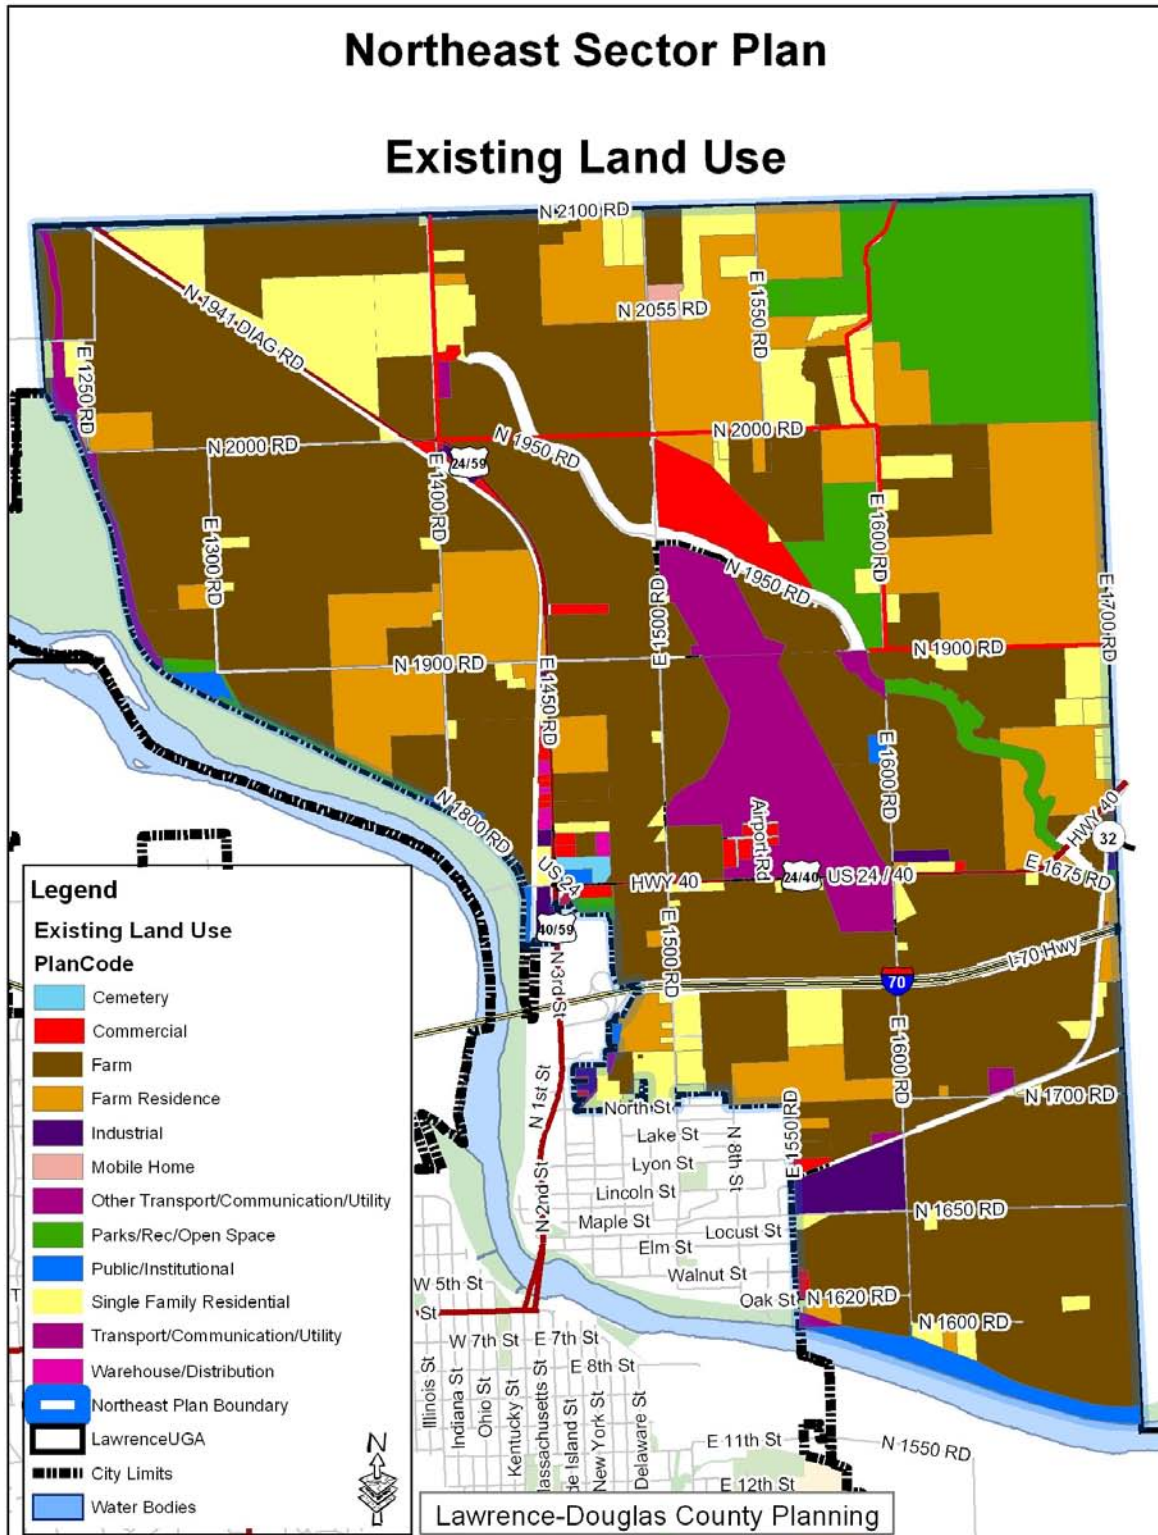 Northeast Sector Plan
Existing Land Use
N 2100 RD
N 1941 DIAG RD
N 2055 RD
E 1550 RD
E 1250 RD
N 2000 RD
N 2000 RD
N 1950 RD
24/59
E 1400 RD
E 1300 RD
E 1600 RD
N 1950 RD
E 1500 RD
E 1700 RD
N 1900 RD
N 1900 RD
E 1450 RD
E 1600 RD
N 1800 RD
Airport Rd
HWY 40
32
US 24
HWY 40
24/40
US 24 / 40
E 1675 RD
40/59
E 1500 RD
I-70 Hwy
70
N 3rd St
E 1600 RD
N 1st St
North St
N 1700 RD
Lake St
N 8th St
E 1550 RD
Lyon St
Lincoln St
N 2nd St
Maple St
Locust St
N 1650 RD
Elm St
Walnut St
W 5th St
Oak St
N 1620 RD
St
N 1600 RD
W 7th St
E 7th St
E 8th St
Illinois St
Indiana St
Ohio St
Kentucky St
assachusetts St
de Island St
New York St
Delaware St
E 11th St
N 1550 RD
E 12th St
Legend
Existing Land Use
PlanCode
Cemetery
Commercial
Farm
Farm Residence
Industrial
Mobile Home
Other Transport/Communication/Utility
Parks/Rec/Open Space
Public/Institutional
Single Family Residential
Transport/Communication/Utility
Warehouse/Distribution
Northeast Plan Boundary
LawrenceUGA
City Limits
Water Bodies
N
Lawrence-Douglas County Planning